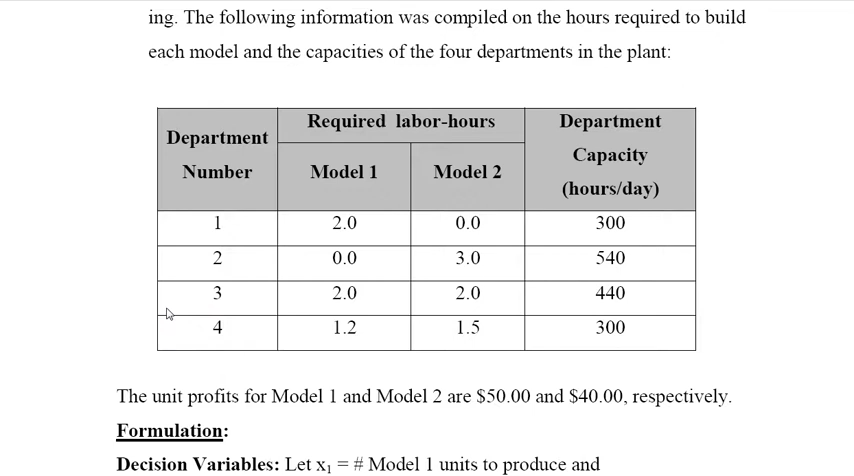 ing. The following information was compiled on the hours required to build
each model and the capacities of the four departments in the plant:
Department Number Required labor-hours Department Capacity (hours/day)
Model 1 Model 2
1 2.0 0.0 300
2 0.0 3.0 540
3 2.0 2.0 440
4 1.2 1.5 300
The unit profits for Model 1 and Model 2 are $50.00 and $40.00, respectively.
Formulation:
Decision Variables: Let x₁ = # Model 1 units to produce and